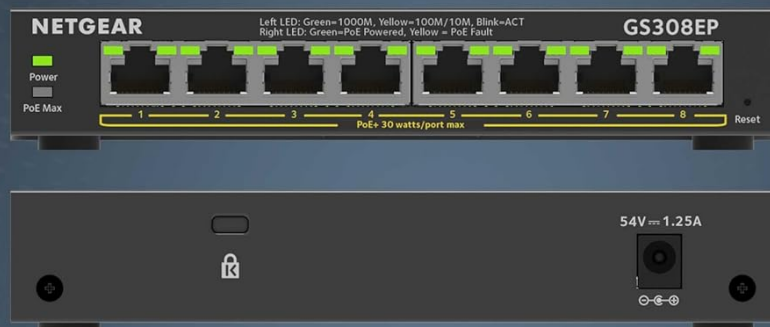 NETGEAR
Left LED: Green=1000M, Yellow=100M/10M, Blink=ACT
Right LED: Green=PoE Powered, Yellow = PoE Fault
GS308EP
Power
PoE Max
1 2 3 4 5 6 7 8
PoE+ 30 watts/port max
Reset
54V⎓1.25A
K